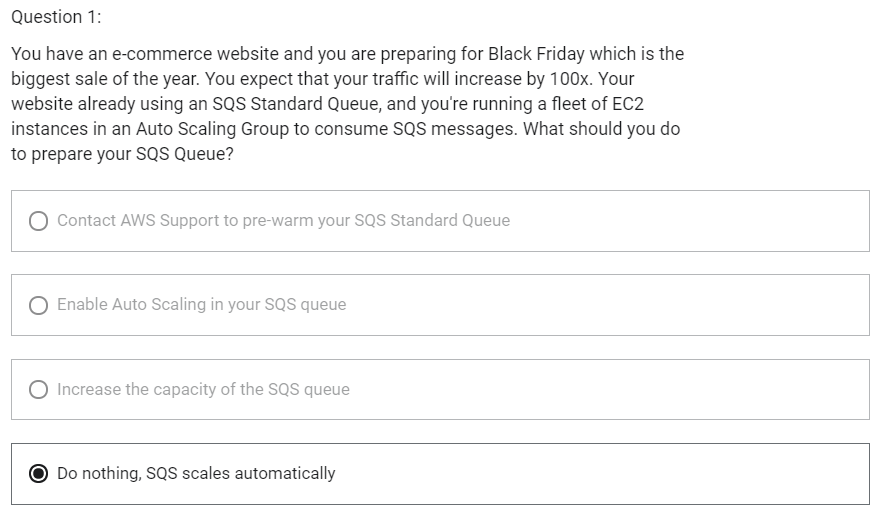 Question 1:
You have an e-commerce website and you are preparing for Black Friday which is the
biggest sale of the year. You expect that your traffic will increase by 100x. Your
website already using an SQS Standard Queue, and you're running a fleet of EC2
instances in an Auto Scaling Group to consume SQS messages. What should you do
to prepare your SQS Queue?
Contact AWS Support to pre-warm your SQS Standard Queue
Enable Auto Scaling in your SQS queue
Increase the capacity of the SQS queue
Do nothing, SQS scales automatically